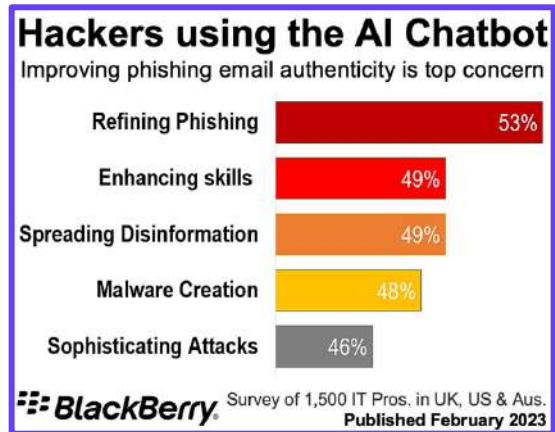 Hackers using the AI Chatbot
Improving phishing email authenticity is top concern
Refining Phishing 53%
Enhancing skills 49%
Spreading Disinformation 49%
Malware Creation 48%
Sophisticating Attacks 46%
BlackBerry. Survey of 1,500 IT Pros. in UK, US & Aus.
Published February 2023